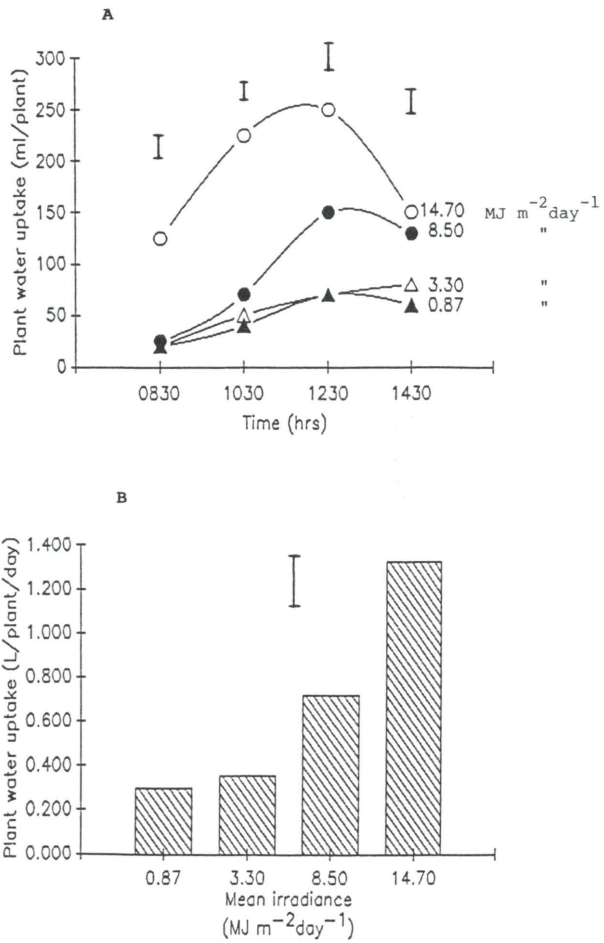 A
Plant water uptake (ml/plant)
300
250
200
150
100
50
0
14.70 MJ m⁻²day⁻¹
8.50 "
3.30 "
0.87 "
0830 1030 1230 1430
Time (hrs)
B
Plant water uptake (L/plant/day)
1.400
1.200
1.000
0.800
0.600
0.400
0.200
0.000
0.87 3.30 8.50 14.70
Mean irradiance
(MJ m⁻²day⁻¹)